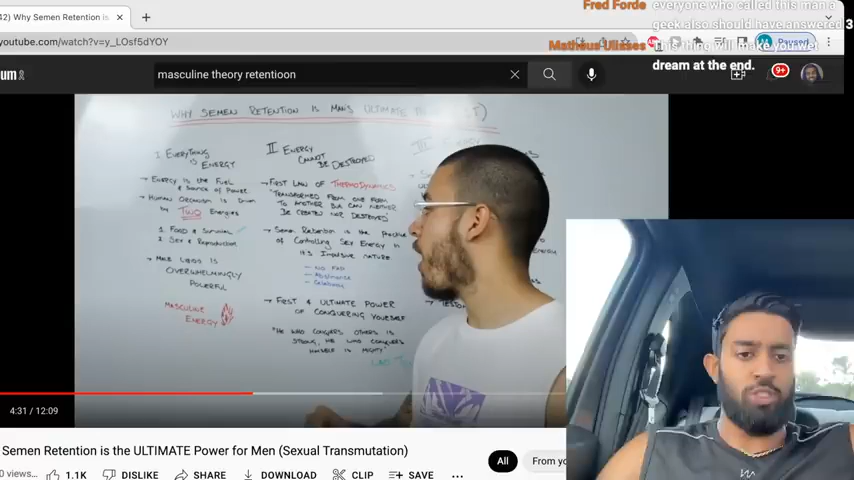 42) Why Semen Retention is
youtube.com/watch?v=y_LOsf5dYOY
Fred Forde everyone who called this man a
geek also should have answered 3
Matheus Ulisses This thing will make you wet
dream at the end.
Paused
9+
masculine theory retentioon
WHY SEMEN RETENTION IS MAN'S ULTIMATE
I EVERYTHING
IS ENERGY
→ ENERGY IS THE FUEL
& SOURCE OF POWER
→ HUMAN ORGANISM IS DRIVEN
by TWO Energies
1. FOOD & SURVIVAL
2. SEX & REPRODUCTION
→ MALE LIBIDO IS
OVERWHELMINGLY
POWERFUL
MASCULINE
ENERGY
II ENERGY
CANNOT
BE DESTROYED
→ FIRST LAW OF THERMODYNAMICS
"TRANSFORMED FROM ONE FORM
TO ANOTHER BUT CAN NEITHER
BE CREATED NOR DESTROYED"
→ SEMEN RETENTION IS THE PRACTICE
OF CONTROLLING SEX ENERGY IN
IT'S IMPULSIVE NATURE
→ FIRST & ULTIMATE POWER
OF CONQUERING YOURSELF
"HE WHO CONQUERS OTHERS IS
STRONG, HE WHO CONQUERS
HIMSELF IS MIGHTY"
4:31 / 12:09
Semen Retention is the ULTIMATE Power for Men (Sexual Transmutation)
0 views...
1.1K
DISLIKE
SHARE
DOWNLOAD
CLIP
SAVE
...
All
From yo